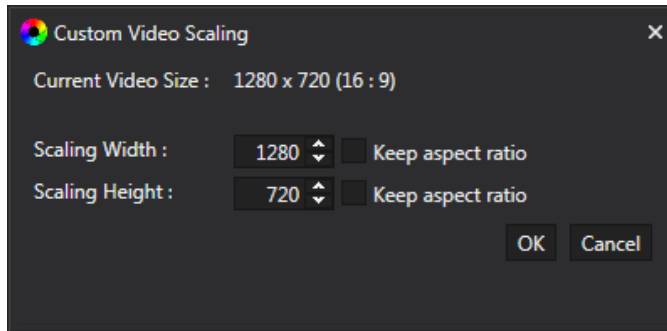 Custom Video Scaling
Current Video Size : 1280 x 720 (16 : 9)
Scaling Width : 1280 Keep aspect ratio
Scaling Height : 720 Keep aspect ratio
OK Cancel